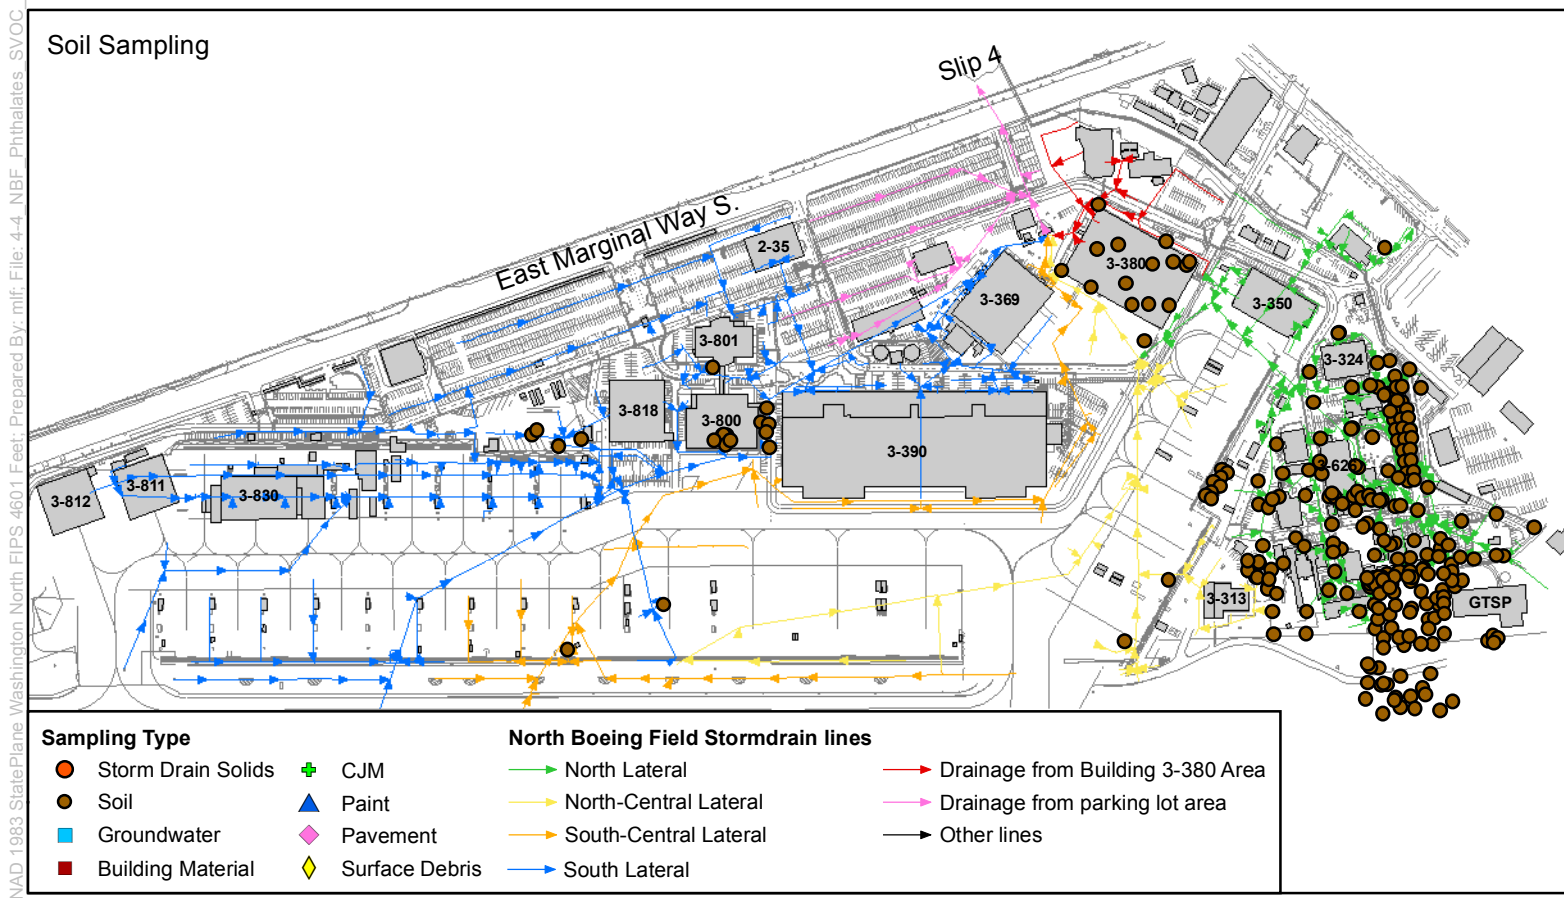 Soil Sampling
Slip 4
East Marginal Way S.
2-35
3-380
3-369
3-350
3-801
3-324
3-818
3-800
3-390
3-626
3-812
3-811
3-830
3-313
GTSP
Sampling Type
Storm Drain Solids
Soil
Groundwater
Building Material
CJM
Paint
Pavement
Surface Debris
North Boeing Field Stormdrain lines
North Lateral
North-Central Lateral
South-Central Lateral
South Lateral
Drainage from Building 3-380 Area
Drainage from parking lot area
Other lines
NAD 1983 StatePlane Washington North FIPS 4601 Feet; Prepared By: mlf; File: 4-4_NBF_Phthalates_SVOC_